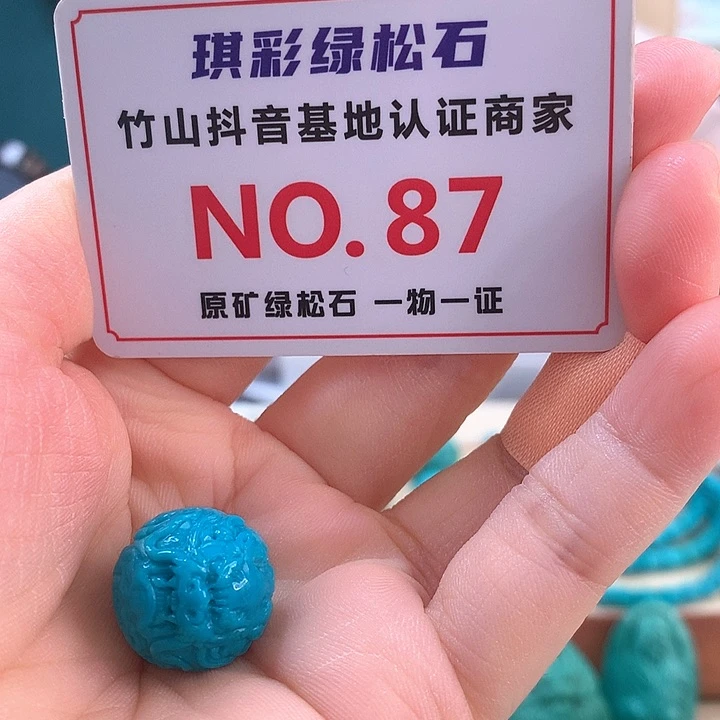 琪彩绿松石
竹山抖音基地认证商家
NO.87
原矿绿松石 一物一证